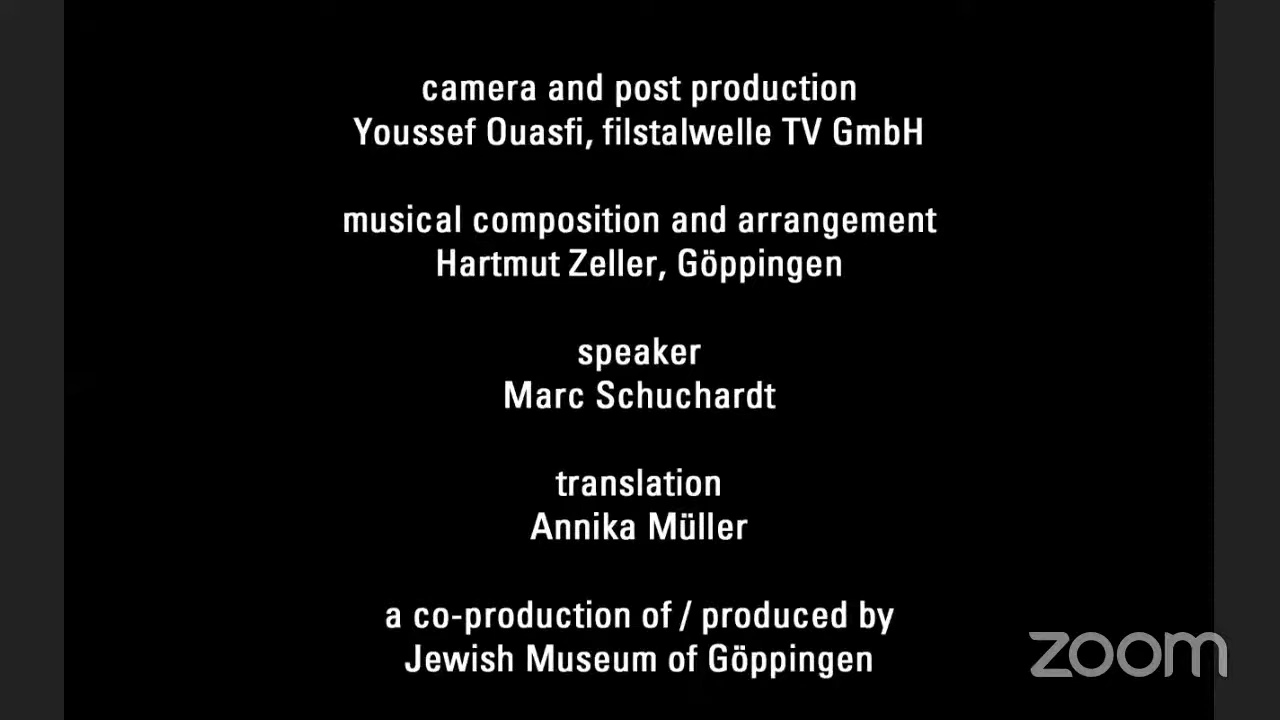 camera and post production
Youssef Ouasfi, filstalwelle TV GmbH
musical composition and arrangement
Hartmut Zeller, Göppingen
speaker
Marc Schuchardt
translation
Annika Müller
a co-production of / produced by
Jewish Museum of Göppingen
zoom